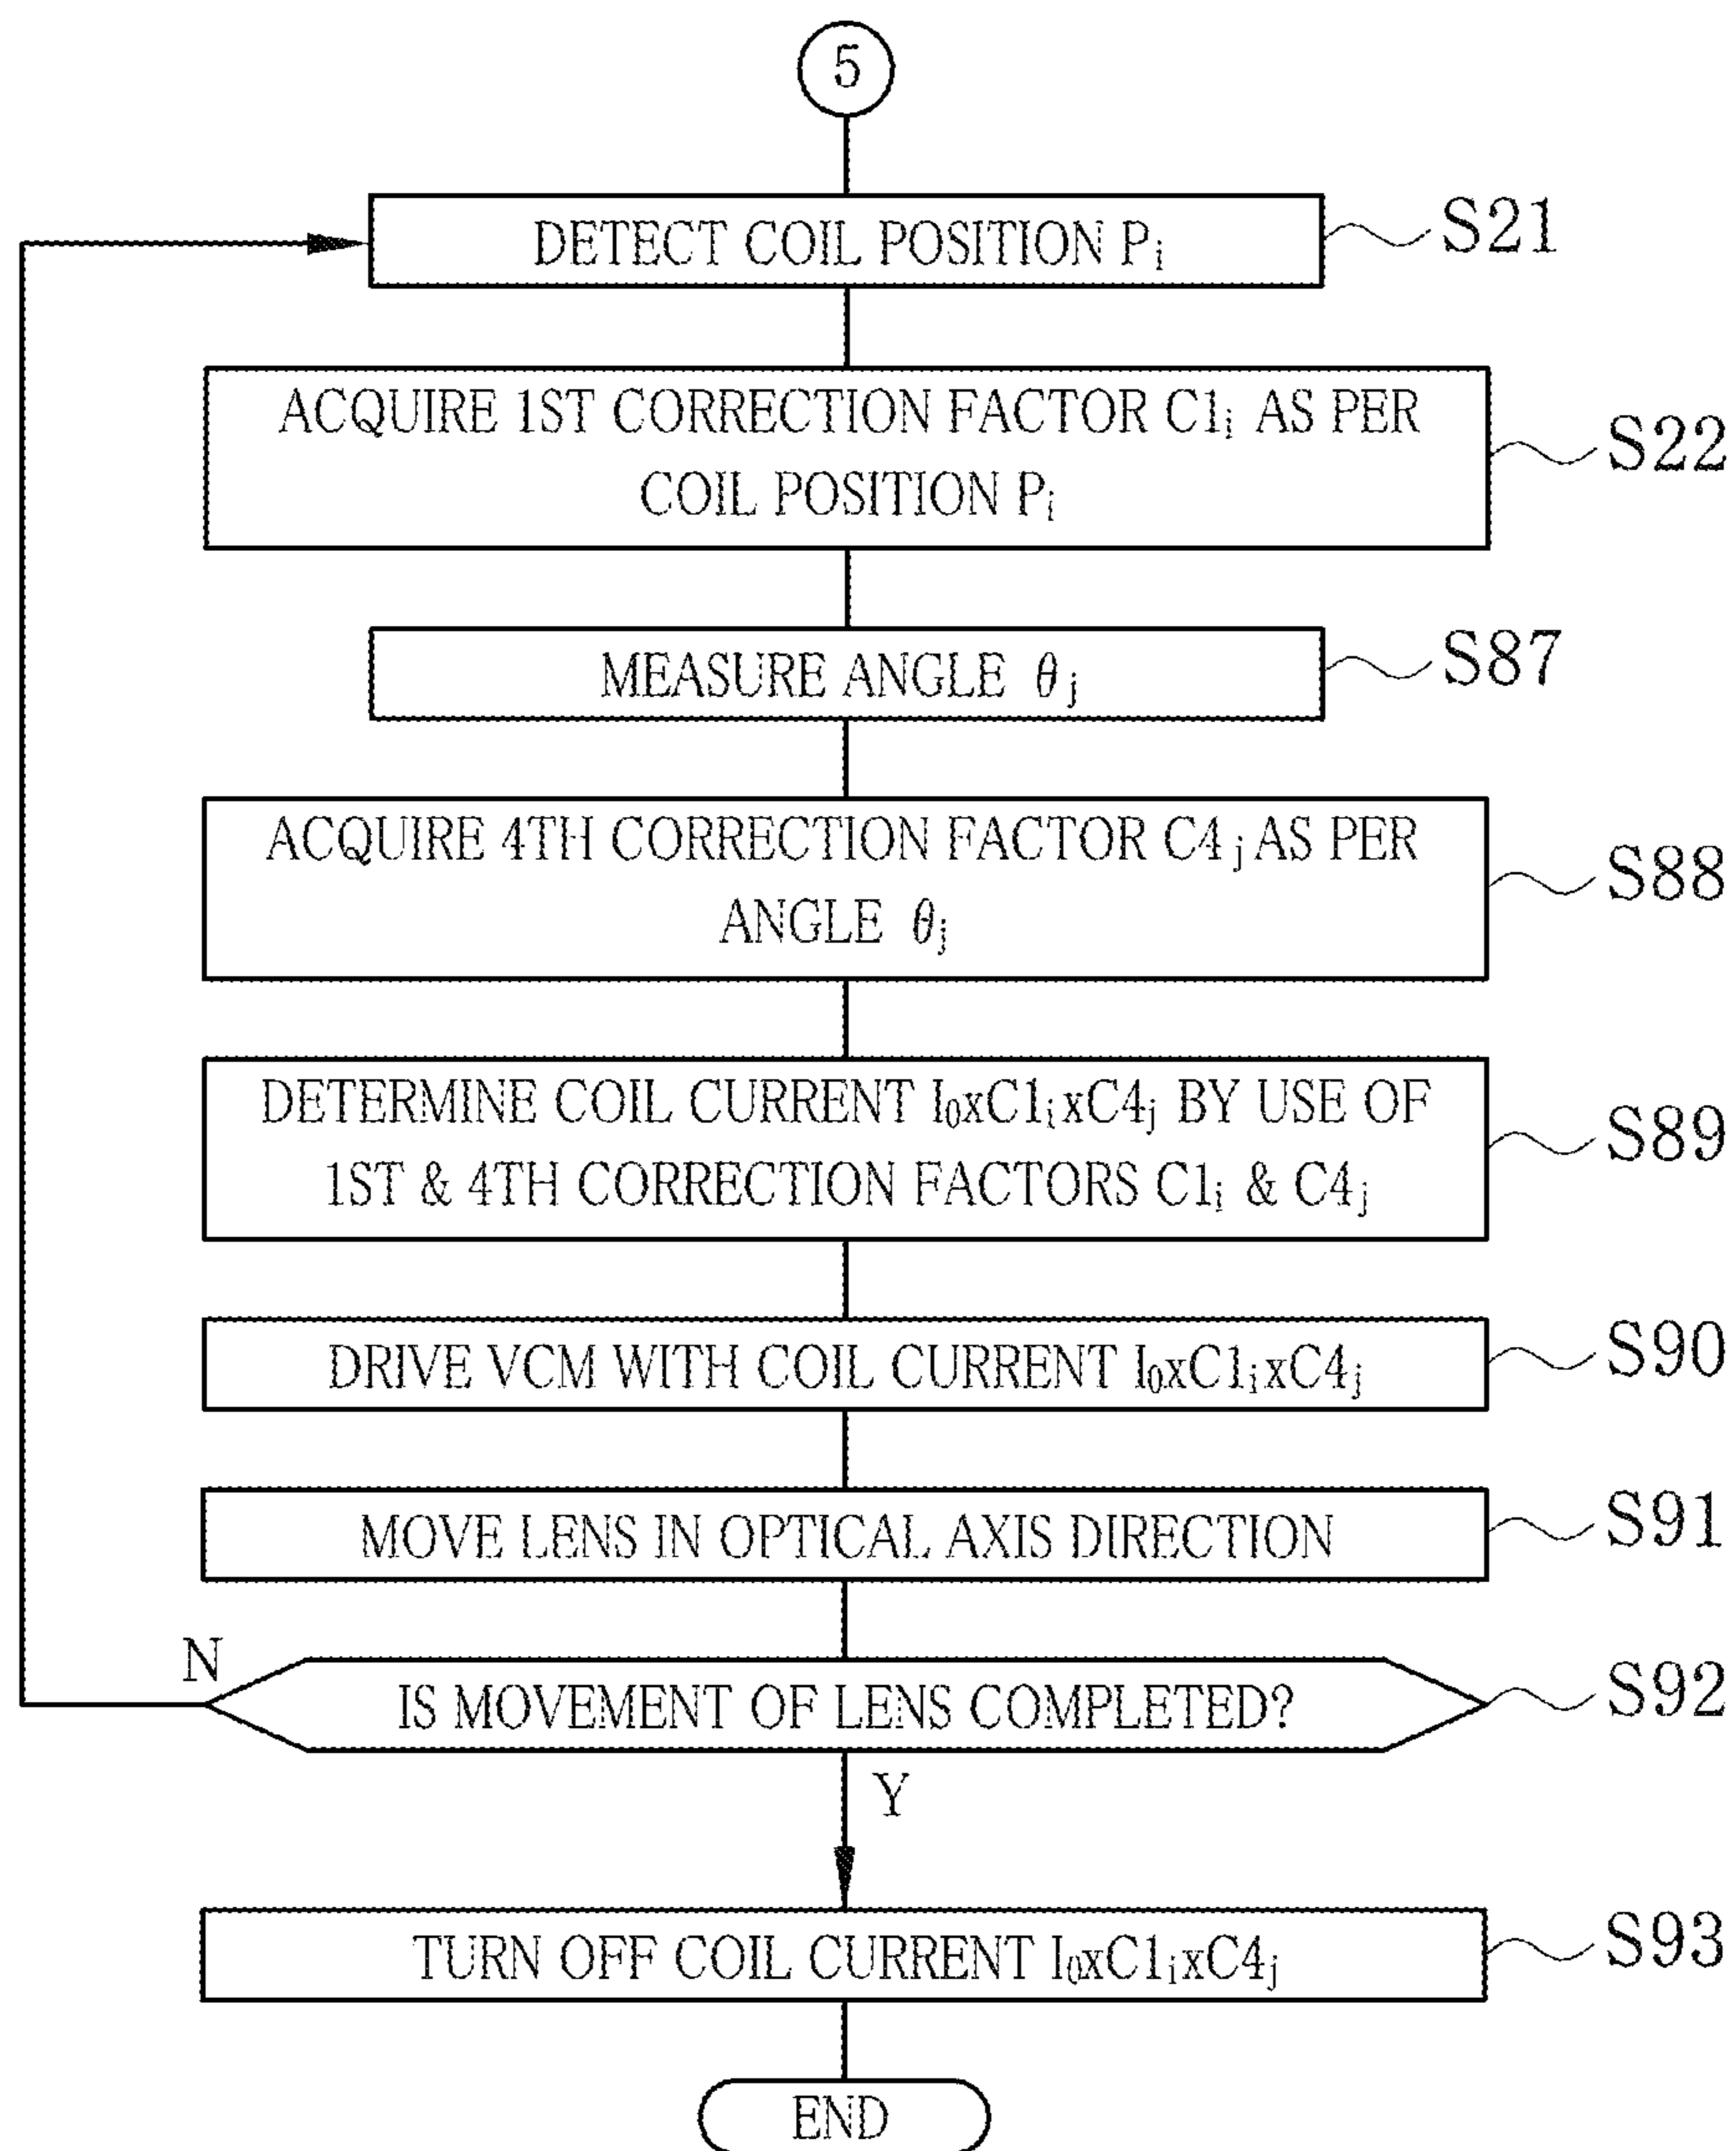 5
DETECT COIL POSITION Pᵢ
S21
ACQUIRE 1ST CORRECTION FACTOR C1ᵢ AS PER
COIL POSITION Pᵢ
S22
MEASURE ANGLE θⱼ
S87
ACQUIRE 4TH CORRECTION FACTOR C4ⱼ AS PER
ANGLE θⱼ
S88
DETERMINE COIL CURRENT I₀xC1ᵢxC4ⱼ BY USE OF
1ST & 4TH CORRECTION FACTORS C1ᵢ & C4ⱼ
S89
DRIVE VCM WITH COIL CURRENT I₀xC1ᵢxC4ⱼ
S90
MOVE LENS IN OPTICAL AXIS DIRECTION
S91
N
IS MOVEMENT OF LENS COMPLETED?
S92
Y
TURN OFF COIL CURRENT I₀xC1ᵢxC4ⱼ
S93
END